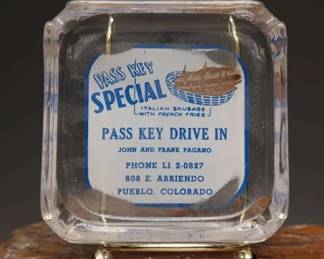 PASS KEY
SPECIAL
ITALIAN SAUSAGE
WITH FRENCH FRIES
PASS KEY DRIVE IN
JOHN AND FRANK PAGANO
PHONE LI 2-0827
808 E. ABRIENDO
PUEBLO, COLORADO